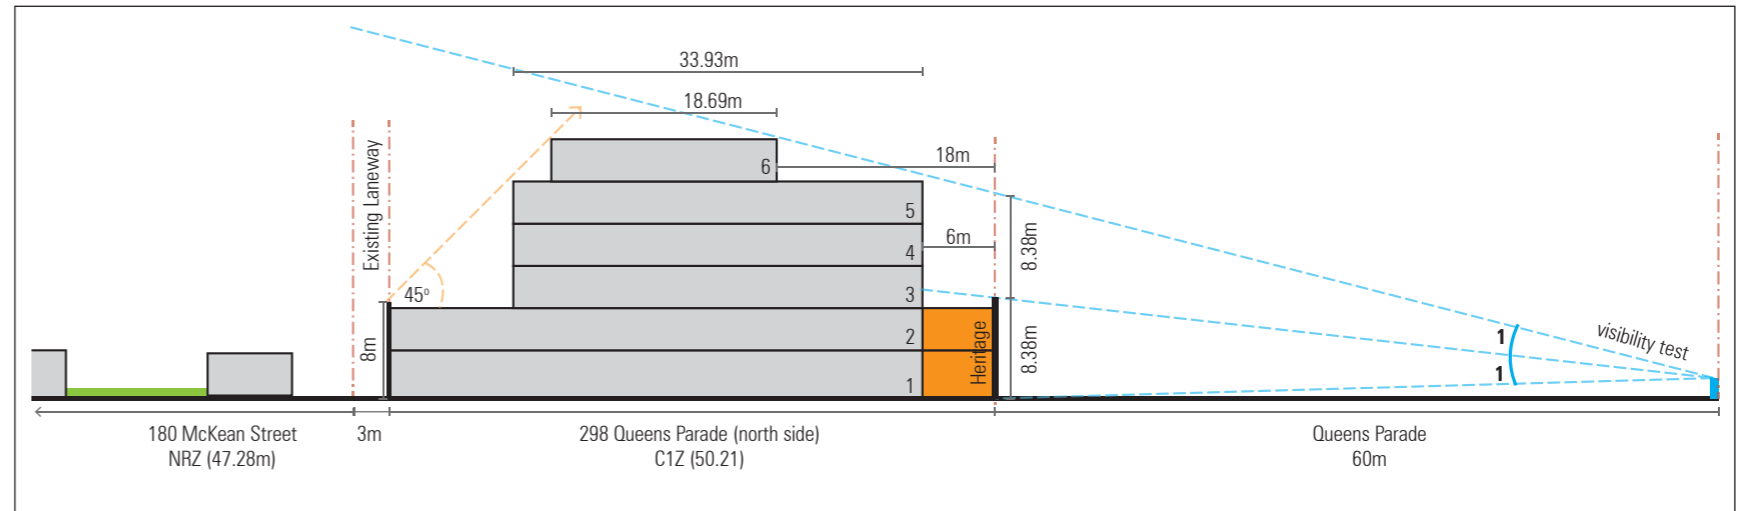 33.93m
18.69m
18m
6
5
6m
4
3
2
1
8.38m
8.38m
Heritage
Existing Laneway
45º
8m
1
1
visibility test
180 McKean Street
NRZ (47.28m)
3m
298 Queens Parade (north side)
C1Z (50.21)
Queens Parade
60m